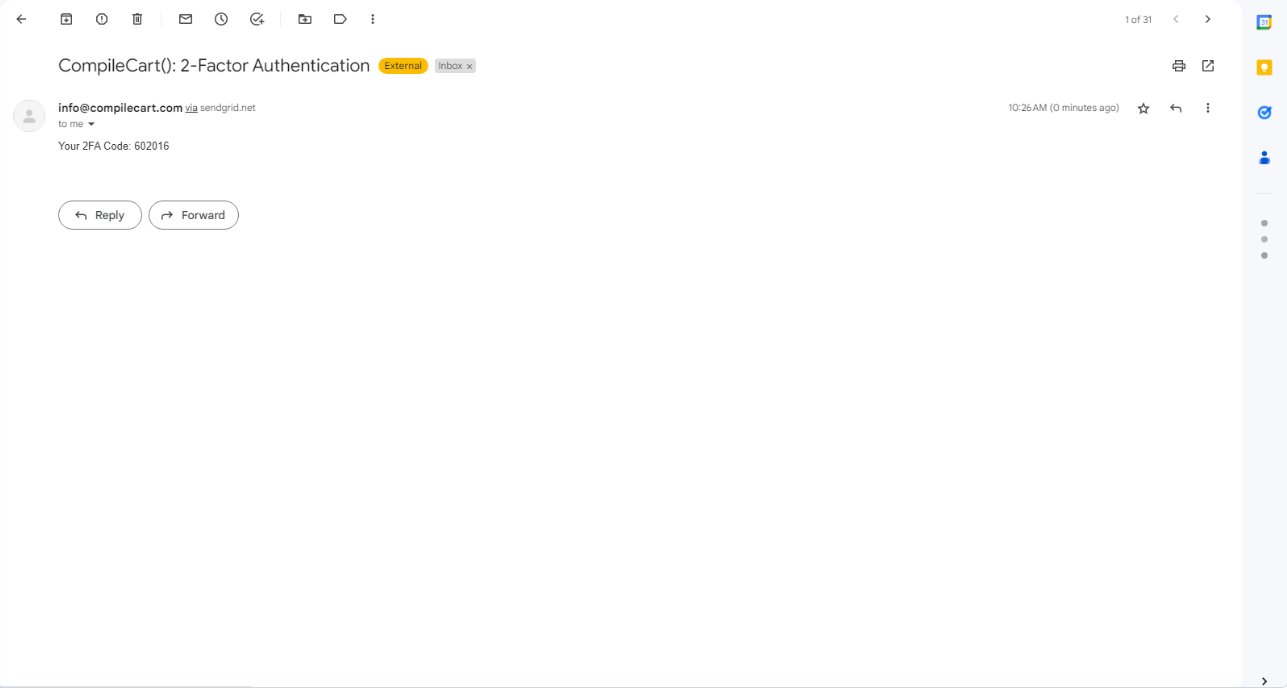 1 of 31
CompileCart(): 2-Factor Authentication External Inbox ×
info@compilecart.com via sendgrid.net 10:26 AM (0 minutes ago)
to me
Your 2FA Code: 602016
Reply Forward
31